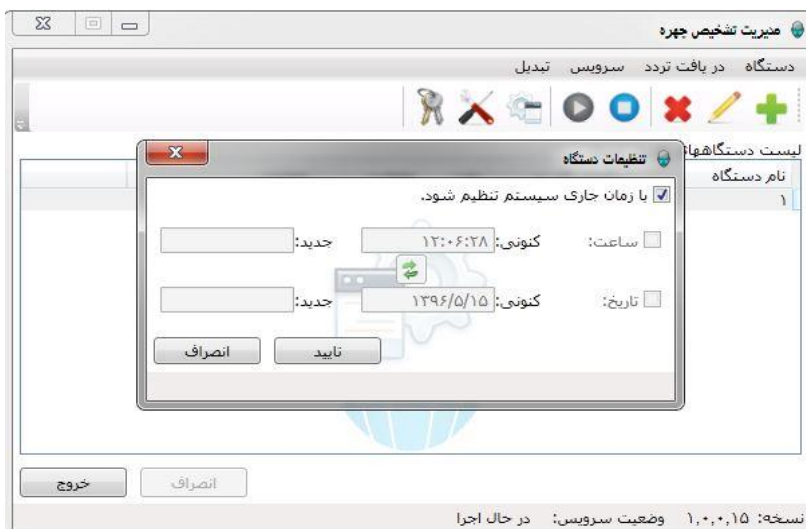 مدیریت تشخیص چهره
دستگاه دریافت تردد سرویس تبدیل
لیست دستگاههای
نام دستگاه
۱
تنظیمات دستگاه
با زمان جاری سیستم تنظیم شود.
ساعت: کنونی: ۱۲:۰۶:۲۸ جدید:
تاریخ: کنونی: ۱۳۹۶/۵/۱۵ جدید:
تایید انصراف
انصراف خروج
نسخه: ۱,۰,۰,۱۵ وضعیت سرویس: در حال اجرا